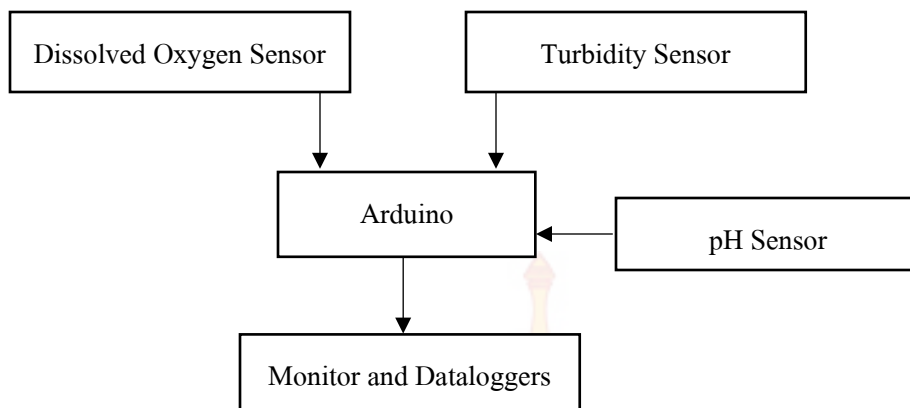 Dissolved Oxygen Sensor
Turbidity Sensor
Arduino
pH Sensor
Monitor and Dataloggers